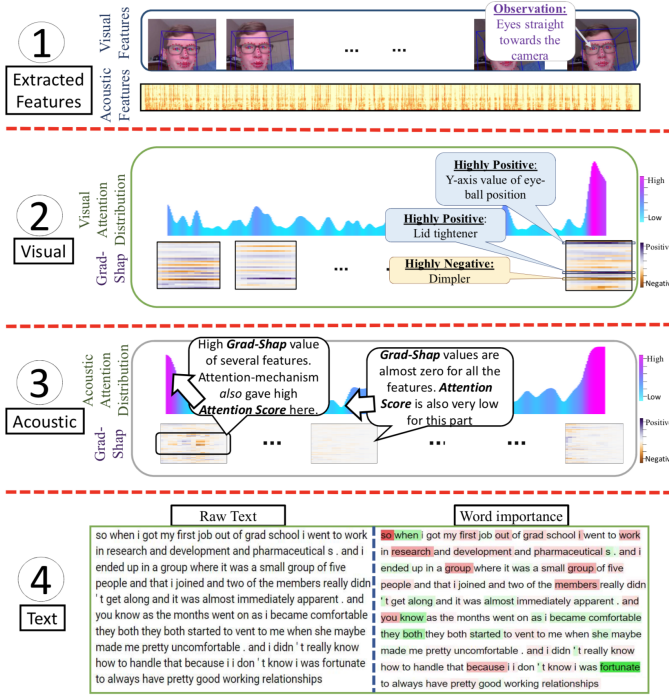 1
Extracted
Features
Visual
Features
Acoustic
Features
... ...
Observation:
Eyes straight
towards the
camera
2
Visual
Visual
Attention
Distribution
Grad-
Shap
...
Highly Positive:
Y-axis value of eye-
ball position
Highly Positive:
Lid tightener
Highly Negative:
Dimpler
High
Low
Positive
Negative
3
Acoustic
Acoustic
Attention
Distribution
Grad-
Shap
High Grad-Shap value
of several features.
Attention-mechanism
also gave high
Attention Score here.
Grad-Shap values are
almost zero for all the
features. Attention
Score is also very low
for this part
... ... ...
High
Low
Positive
Negative
4
Text
Raw Text
so when i got my first job out of grad school i went to work
in research and development and pharmaceutical s . and i
ended up in a group where it was a small group of five
people and that i joined and two of the members really didn
' t get along and it was almost immediately apparent . and
you know as the months went on as i became comfortable
they both they both started to vent to me when she maybe
made me pretty uncomfortable . and i didn ' t really know
how to handle that because i i don ' t know i was fortunate
to always have pretty good working relationships
Word importance
so when i got my first job out of grad school i went to work
in research and development and pharmaceutical s . and i
ended up in a group where it was a small group of five
people and that i joined and two of the members really didn
' t get along and it was almost immediately apparent . and
you know as the months went on as i became comfortable
they both they both started to vent to me when she maybe
made me pretty uncomfortable . and i didn ' t really know
how to handle that because i i don ' t know i was fortunate
to always have pretty good working relationships